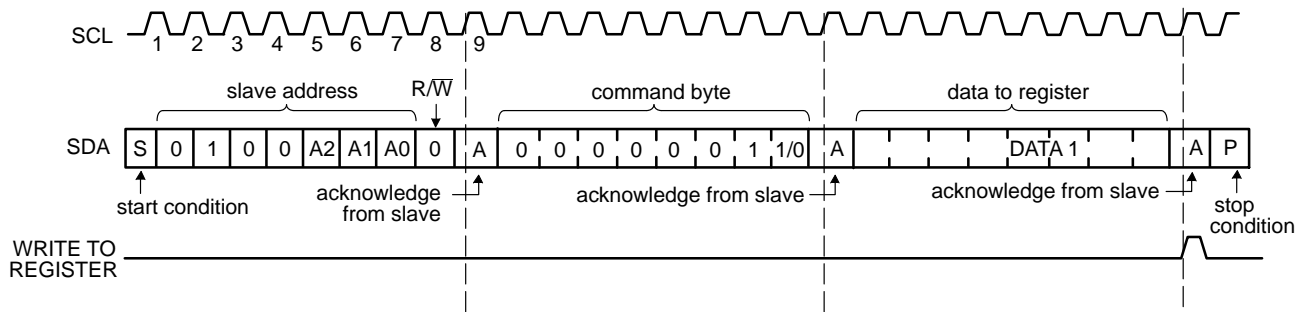 SCL
1 2 3 4 5 6 7 8 9
slave address
R/W̅
command byte
data to register
SDA
S 0 1 0 0 A2 A1 A0 0 A 0 0 0 0 0 0 1 1/0 A DATA 1 A P
start condition
acknowledge
from slave
acknowledge from slave
acknowledge from slave
stop
condition
WRITE TO
REGISTER